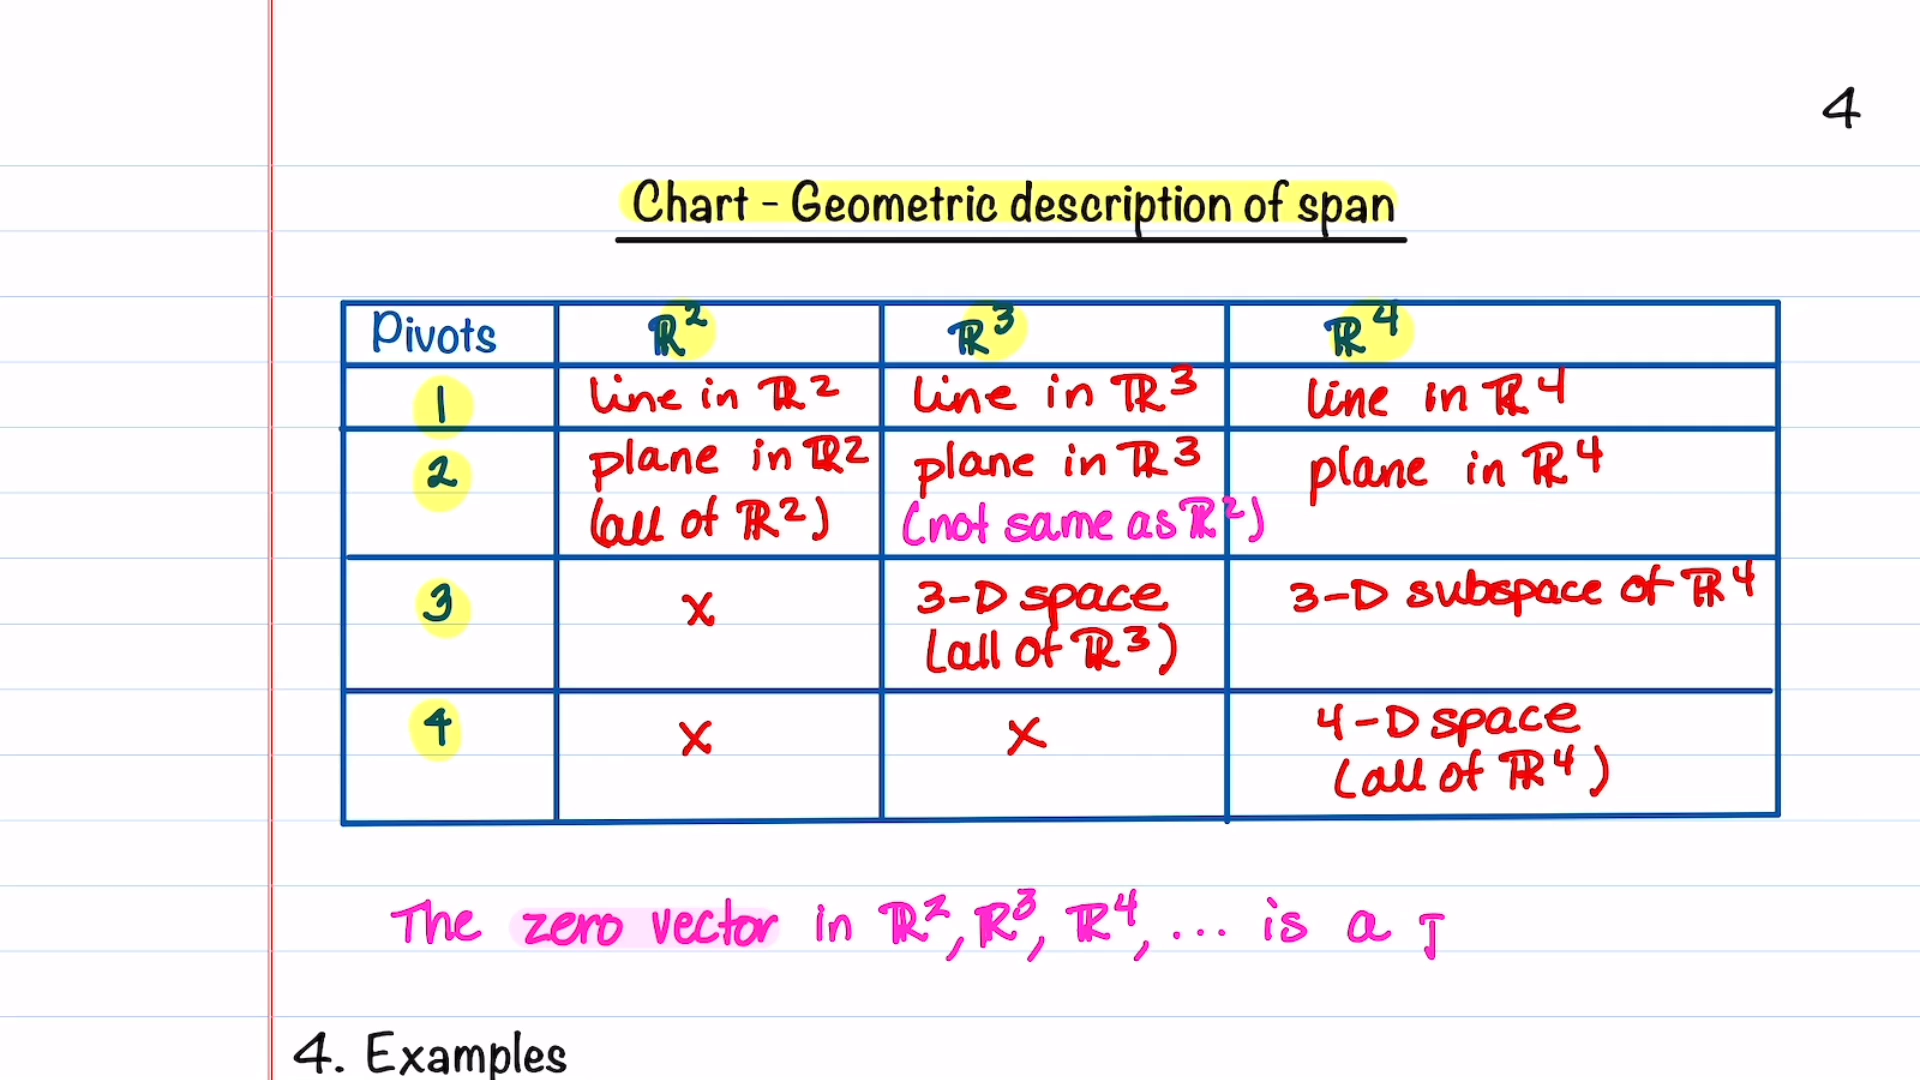 4
Chart - Geometric description of span
Pivots ℝ² ℝ³ ℝ⁴
1 line in ℝ² line in ℝ³ line in ℝ⁴
2 plane in ℝ² plane in ℝ³ plane in ℝ⁴
(all of ℝ²) (not same as ℝ²)
3 x 3-D space 3-D subspace of ℝ⁴
(all of ℝ³)
4 x x 4-D space
(all of ℝ⁴)
The zero vector in ℝ², ℝ³, ℝ⁴, ... is a
4. Examples